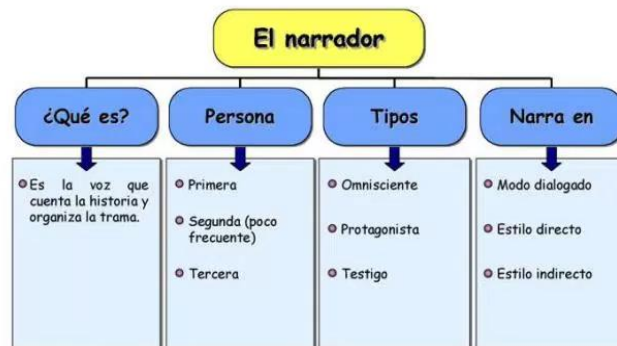 El narrador
¿Qué es?
Es la voz que
cuenta la historia y
organiza la trama.
Persona
Primera
Segunda (poco
frecuente)
Tercera
Tipos
Omnisciente
Protagonista
Testigo
Narra en
Modo dialogado
Estilo directo
Estilo indirecto